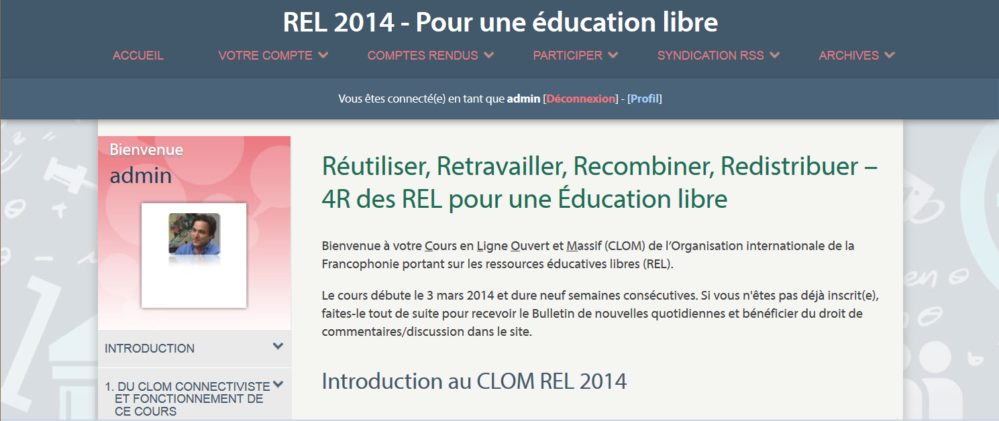 REL 2014 - Pour une éducation libre
ACCUEIL VOTRE COMPTE COMPTES RENDUS PARTICIPER SYNDICATION RSS ARCHIVES
Vous êtes connecté(e) en tant que admin [Déconnexion] - [Profil]
Bienvenue
admin
INTRODUCTION
1. DU CLOM CONNECTIVISTE
ET FONCTIONNEMENT DE
CE COURS
Réutiliser, Retravailler, Recombiner, Redistribuer –
4R des REL pour une Éducation libre
Bienvenue à votre Cours en Ligne Ouvert et Massif (CLOM) de l’Organisation internationale de la
Francophonie portant sur les ressources éducatives libres (REL).
Le cours débute le 3 mars 2014 et dure neuf semaines consécutives. Si vous n'êtes pas déjà inscrit(e),
faites-le tout de suite pour recevoir le Bulletin de nouvelles quotidiennes et bénéficier du droit de
commentaires/discussion dans le site.
Introduction au CLOM REL 2014